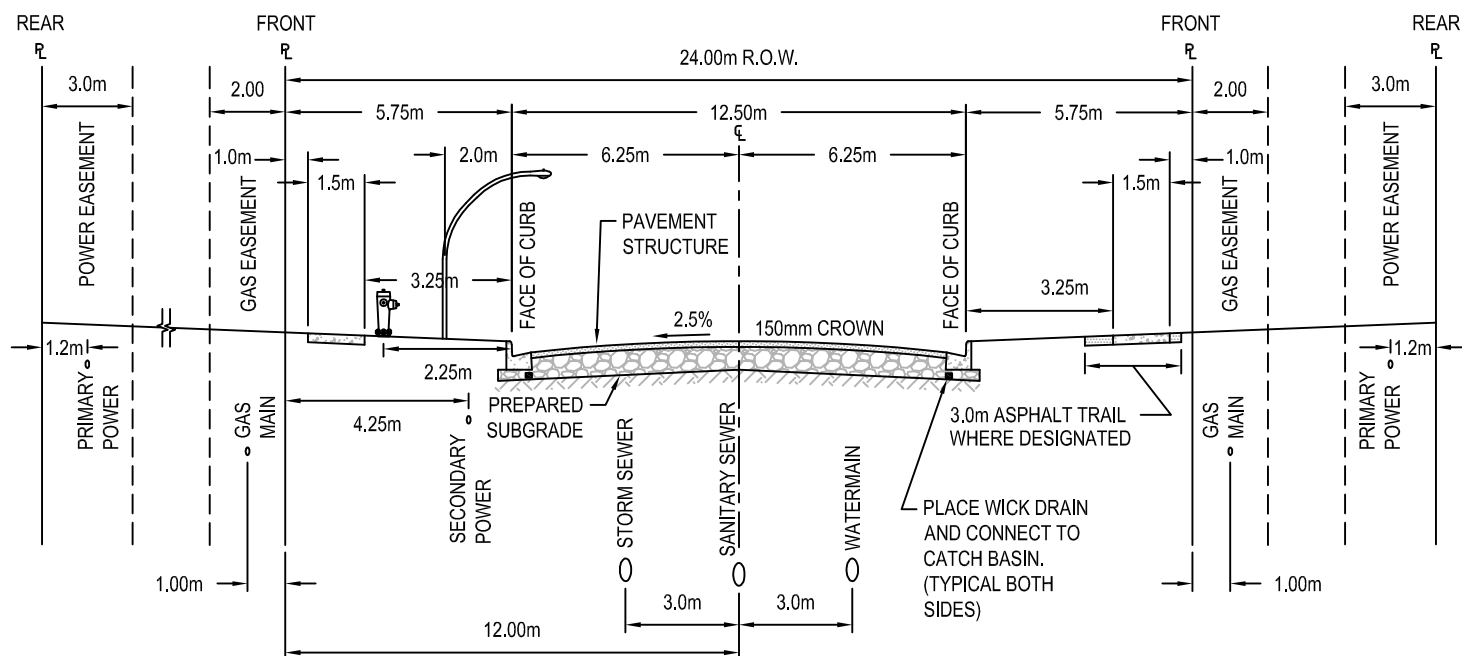 REAR
FRONT
FRONT
REAR
℄
24.00m R.O.W.
3.0m
2.00
2.00
3.0m
5.75m
12.50m
5.75m
POWER EASEMENT
1.0m
GAS EASEMENT
1.5m
2.0m
6.25m
6.25m
1.0m
1.5m
GAS EASEMENT
POWER EASEMENT
FACE OF CURB
PAVEMENT
STRUCTURE
FACE OF CURB
3.25m
3.25m
2.5%
150mm CROWN
1.2m
1.2m
PRIMARY
POWER
GAS
MAIN
2.25m
4.25m
SECONDARY
POWER
PREPARED
SUBGRADE
STORM SEWER
SANITARY SEWER
WATERMAIN
3.0m ASPHALT TRAIL
WHERE DESIGNATED
GAS
MAIN
PRIMARY
POWER
PLACE WICK DRAIN
AND CONNECT TO
CATCH BASIN.
(TYPICAL BOTH
SIDES)
1.00m
3.0m
3.0m
1.00m
12.00m